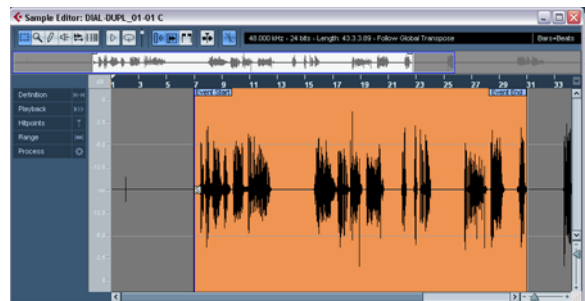 Sample Editor: DIAL-DUPL_01-01 C
48.000 kHz - 24 bits - Length: 43.3.3.89 - Follow Global Transpose
Bars+Beats
dB
1 3 5 7 9 11 13 15 17 19 21 23 25 27 29 31 33
Event Start
Event End
Definition
Playback
Hitpoints
Range
Process